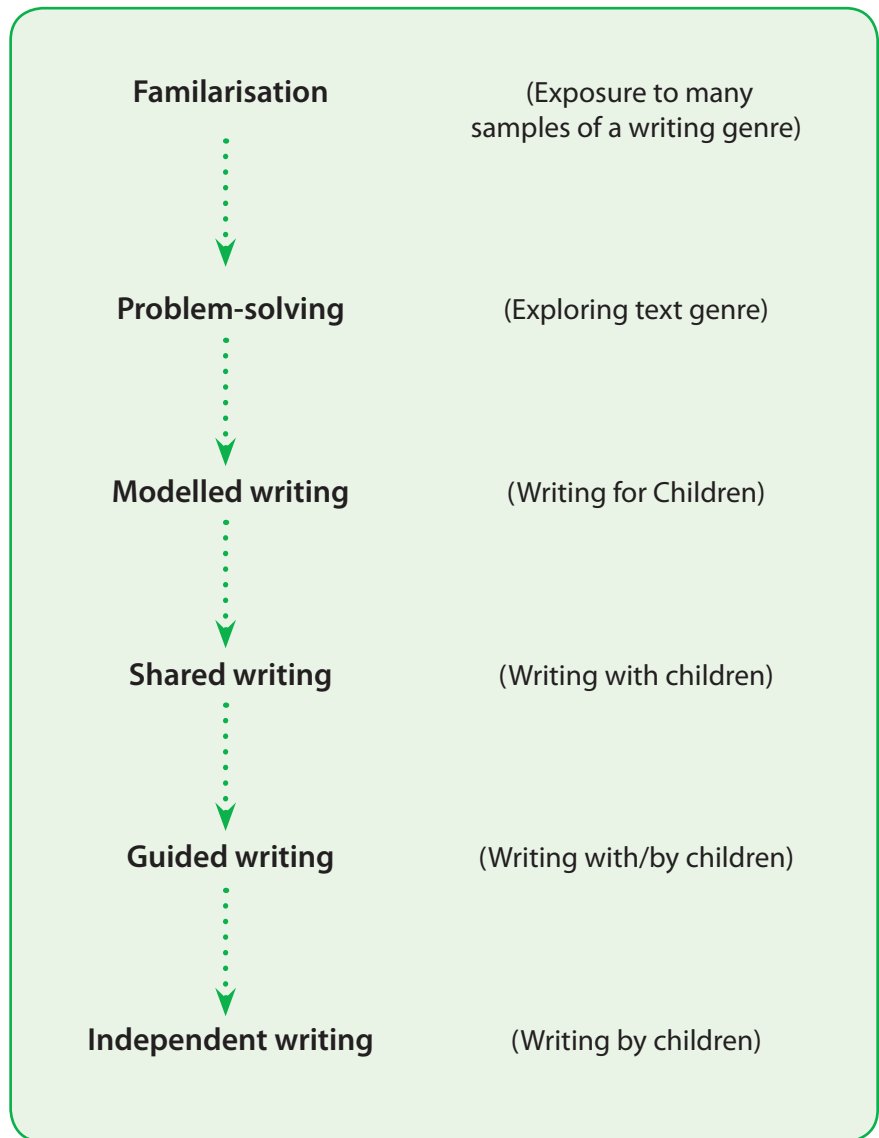 Familarisation (Exposure to many
samples of a writing genre)
Problem-solving (Exploring text genre)
Modelled writing (Writing for Children)
Shared writing (Writing with children)
Guided writing (Writing with/by children)
Independent writing (Writing by children)